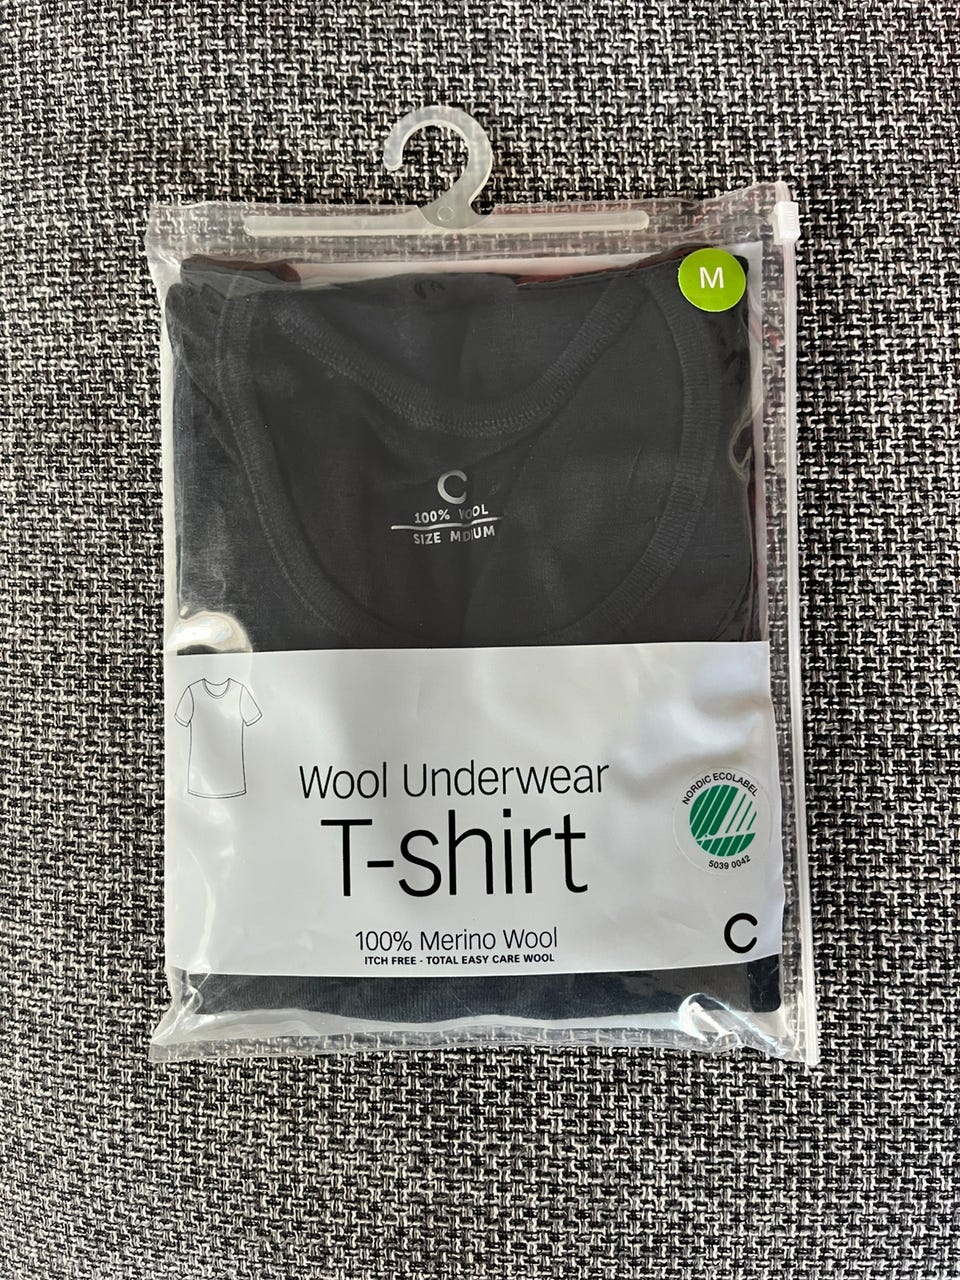 M
C
100% WOOL
SIZE MEDIUM
Wool Underwear
T-shirt
NORDIC ECOLABEL
5039 0042
100% Merino Wool
ITCH FREE - TOTAL EASY CARE WOOL
C